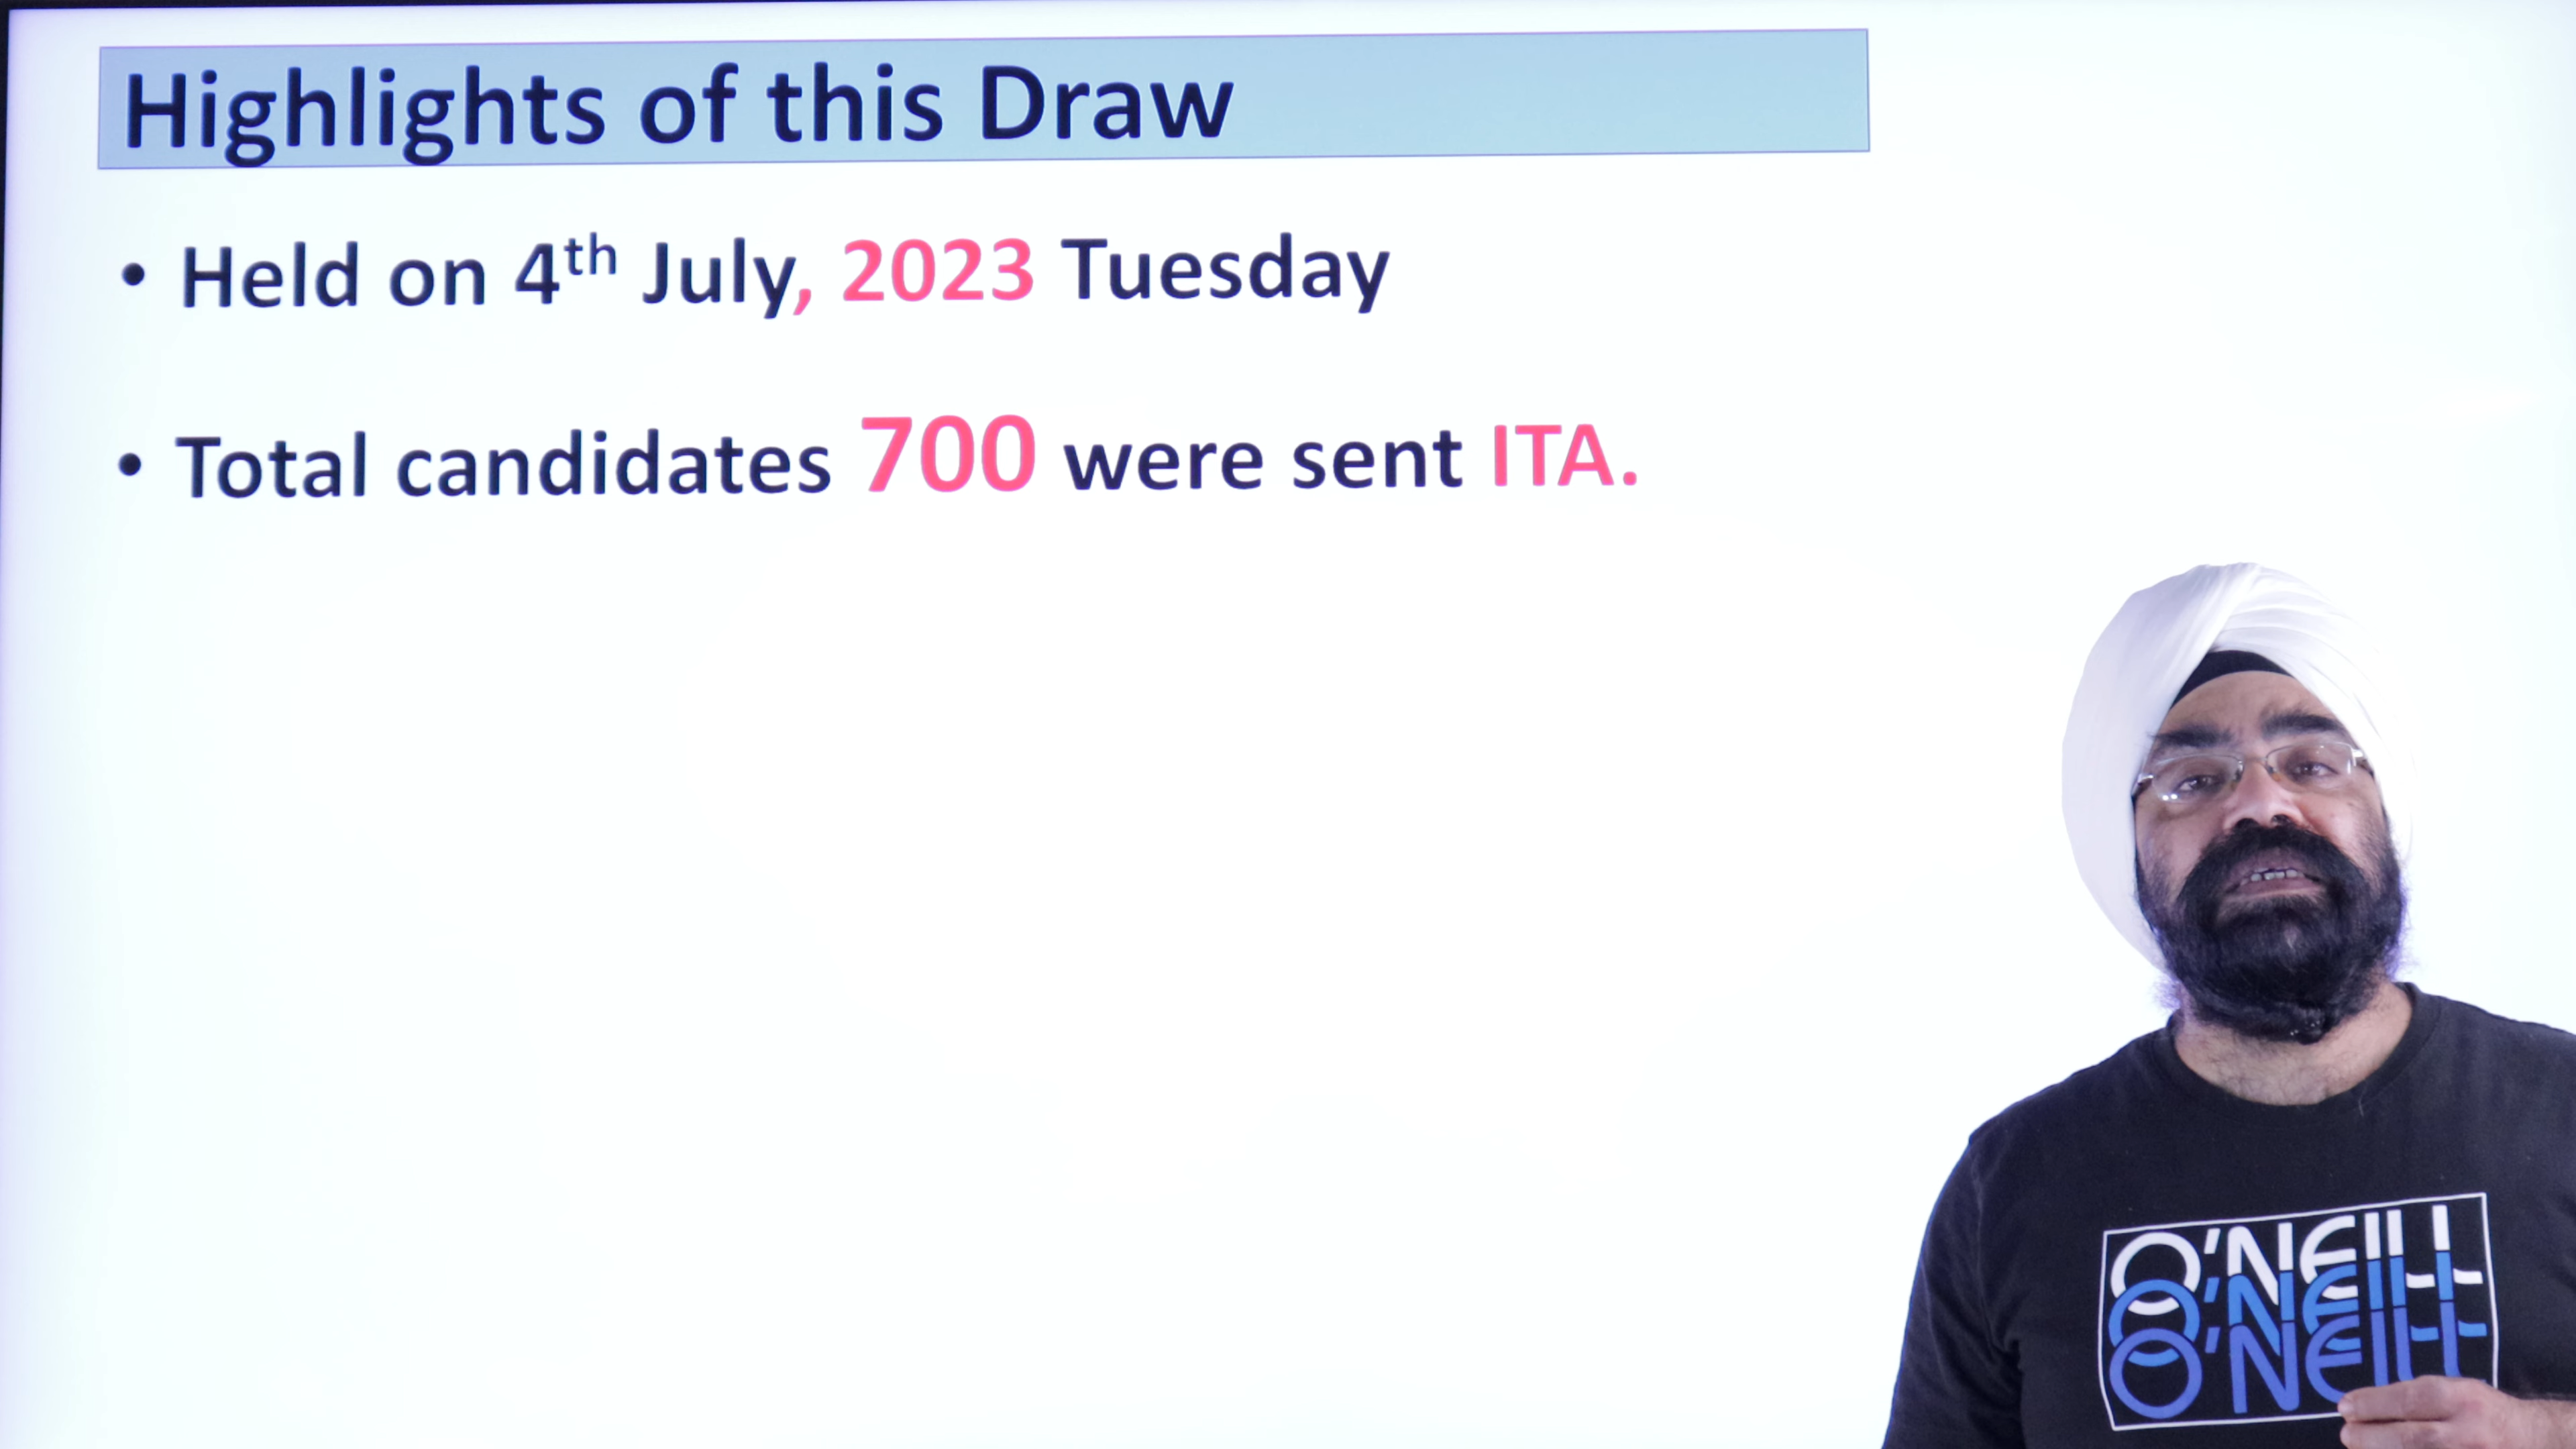 Highlights of this Draw
• Held on 4th July, 2023 Tuesday
• Total candidates 700 were sent ITA.
O'NEILL
O'NEILL
O'NEILL